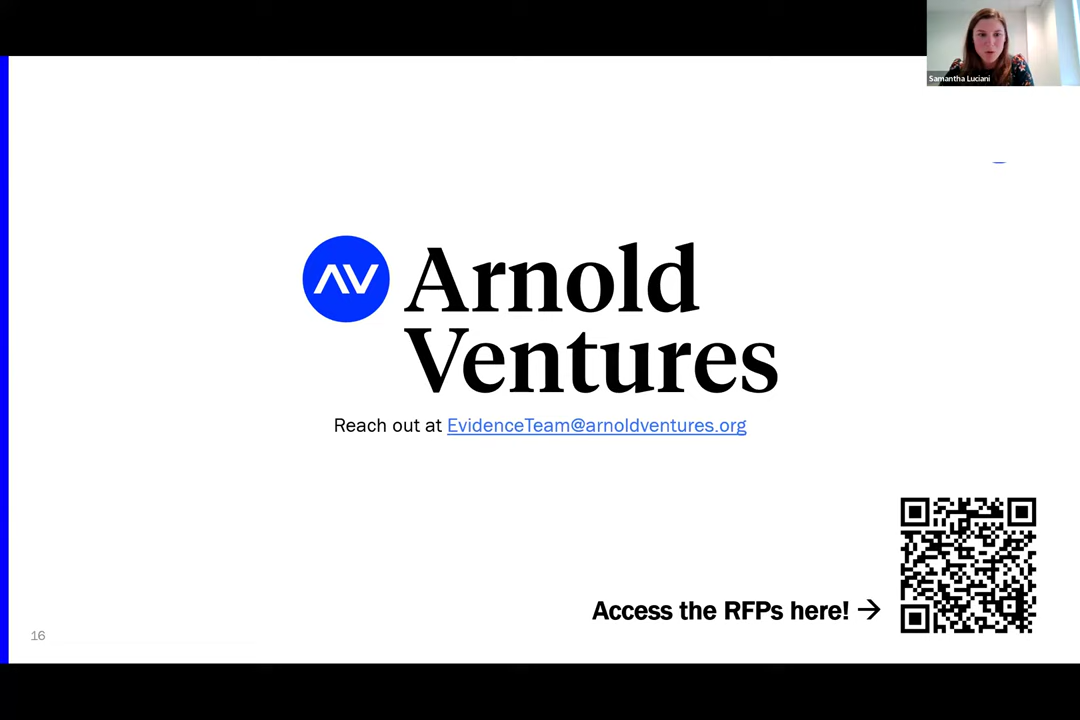 Samantha Luciani
AV Arnold
Ventures
Reach out at EvidenceTeam@arnoldventures.org
Access the RFPs here! →
16